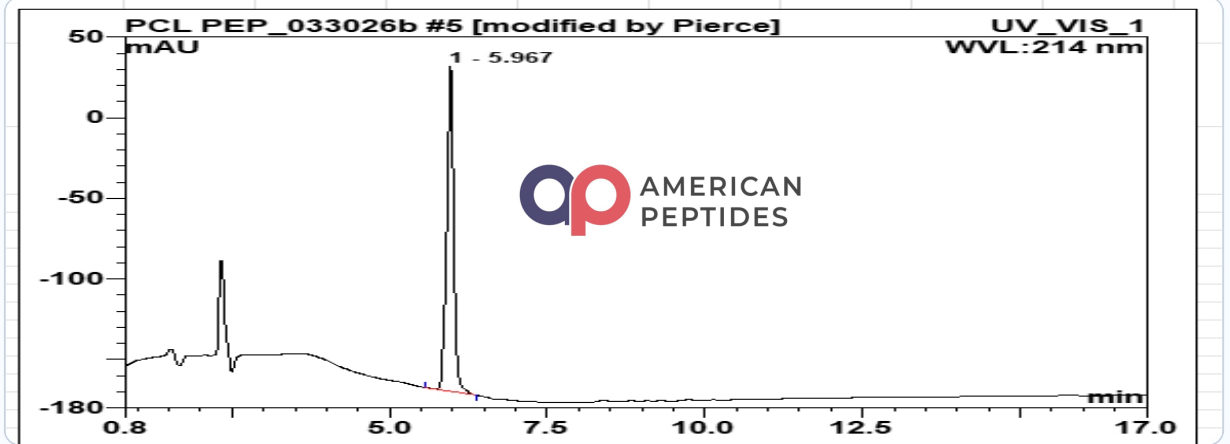 PCL PEP_033026b #5 [modified by Pierce] UV_VIS_1
mAU WVL:214 nm
50
1 - 5.967
0
-50
AMERICAN
PEPTIDES
-100
-180
min
0.8 5.0 7.5 10.0 12.5 17.0